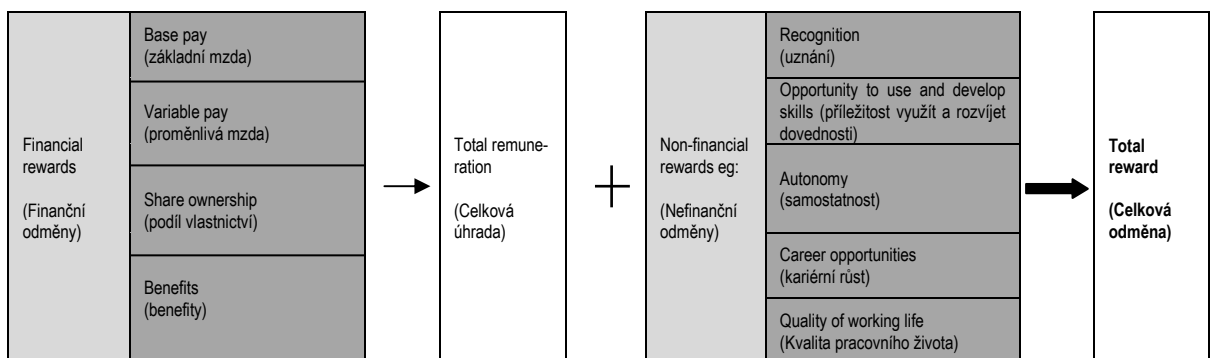 Financial
rewards
(Finanční
odměny)
Base pay
(základní mzda)
Variable pay
(proměnlivá mzda)
Share ownership
(podíl vlastnictví)
Benefits
(benefity)
Total remune-
ration
(Celková
úhrada)
+
Non-financial
rewards eg:
(Nefinanční
odměny)
Recognition
(uznání)
Opportunity to use and develop
skills (příležitost využít a rozvíjet
dovednosti)
Autonomy
(samostatnost)
Career opportunities
(kariérní růst)
Quality of working life
(Kvalita pracovního života)
Total
reward
(Celková
odměna)